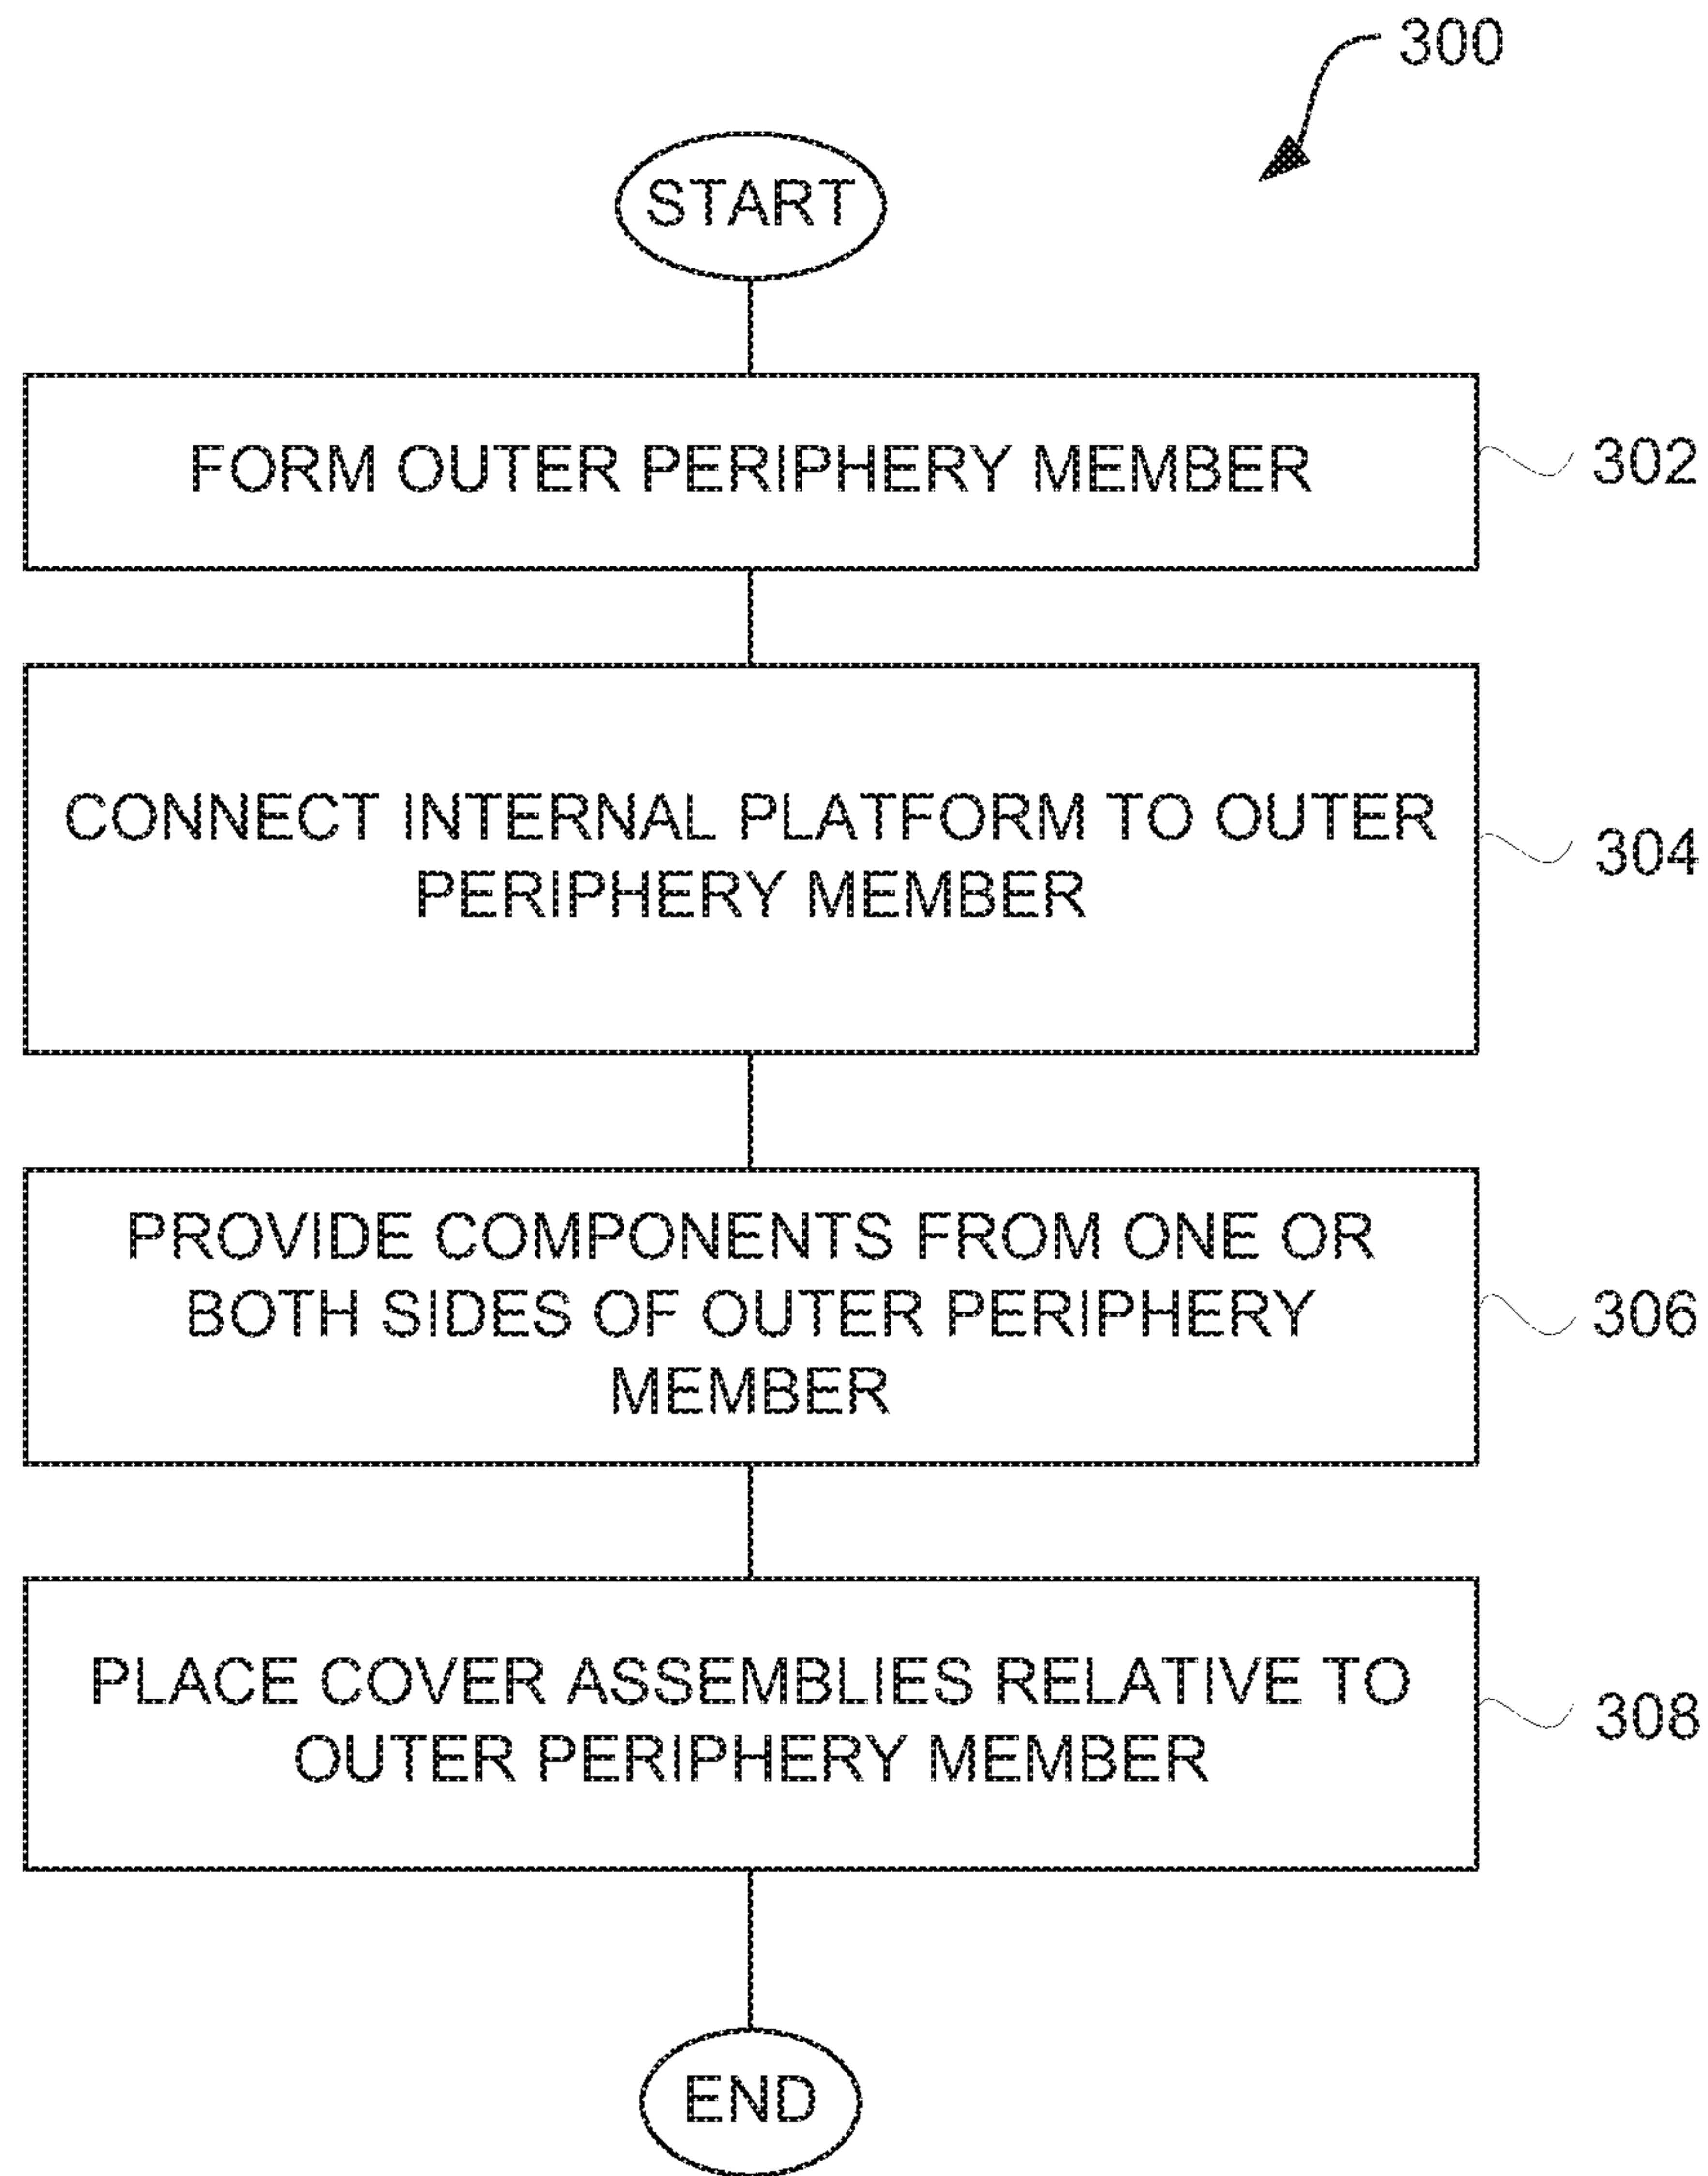 300
START
FORM OUTER PERIPHERY MEMBER
302
CONNECT INTERNAL PLATFORM TO OUTER
PERIPHERY MEMBER
304
PROVIDE COMPONENTS FROM ONE OR
BOTH SIDES OF OUTER PERIPHERY
MEMBER
306
PLACE COVER ASSEMBLIES RELATIVE TO
OUTER PERIPHERY MEMBER
308
END